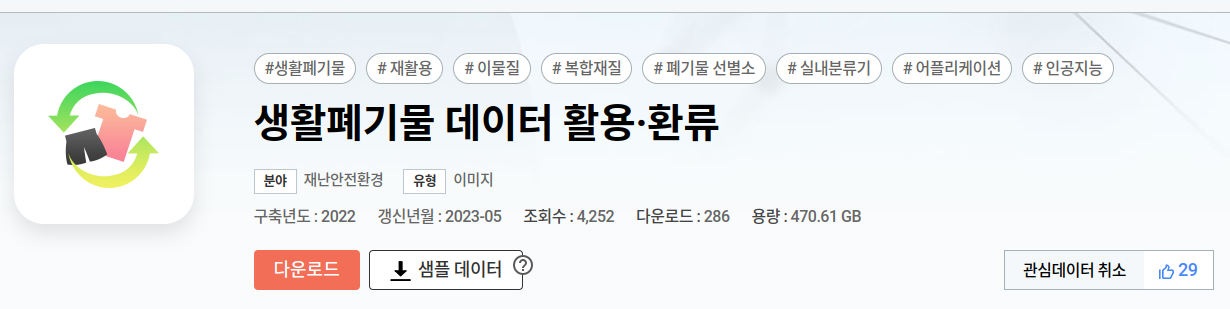 #생활폐기물 # 재활용 # 이물질 # 복합재질 # 폐기물 선별소 # 실내분류기 # 어플리케이션 # 인공지능
생활폐기물 데이터 활용·환류
분야 재난안전환경 유형 이미지
구축년도 : 2022 갱신년월 : 2023-05 조회수 : 4,252 다운로드 : 286 용량 : 470.61 GB
다운로드 샘플 데이터 ? 관심데이터 취소 29